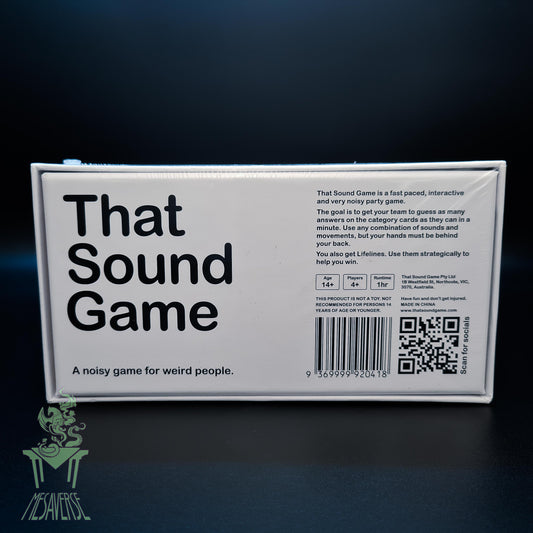 That
Sound
Game
A noisy game for weird people.
That Sound Game is a fast paced, interactive
and very noisy party game.
The goal is to get your team to guess as many
answers on the category cards as they can in a
minute. Use any combination of sounds and
movements, but your hands must be behind
your back.
You also get Lifelines. Use them strategically to
help you win.
Age
14+
Players
4+
Runtime
1hr
That Sound Game Pty Ltd
1B Westfield St, Northcote, VIC,
3070, Australia.
THIS PRODUCT IS NOT A TOY. NOT
RECOMMENDED FOR PERSONS 14
YEARS OF AGE OR YOUNGER.
Have fun and don't get injured.
MADE IN CHINA
www.thatsoundgame.com
9 369999 920418
Scan for socials
MESAVERSE